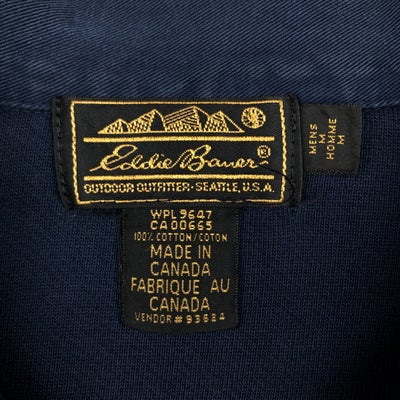 Eddie Bauer®
OUTDOOR OUTFITTER · SEATTLE, U.S.A.
MENS
M
HOMME
M
WPL 9647
CA 00665
100% COTTON/COTON
MADE IN
CANADA
FABRIQUE AU
CANADA
VENDOR # 93624